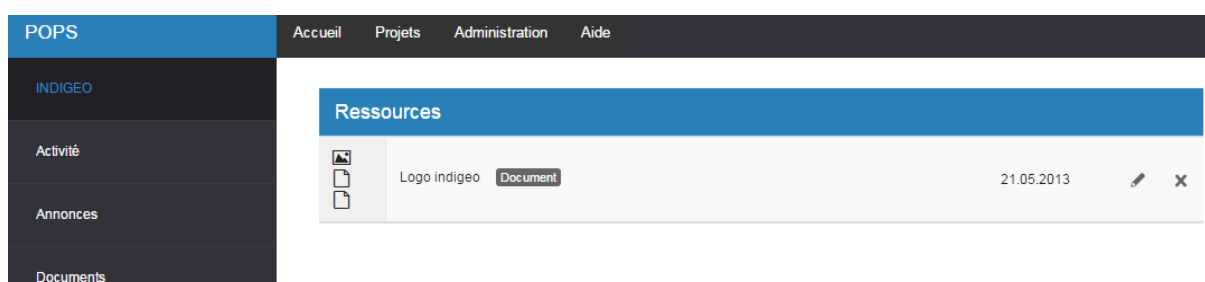 POPS
Accueil Projets Administration Aide
INDIGEO
Activité
Annonces
Documents
Ressources
Logo indigeo Document 21.05.2013